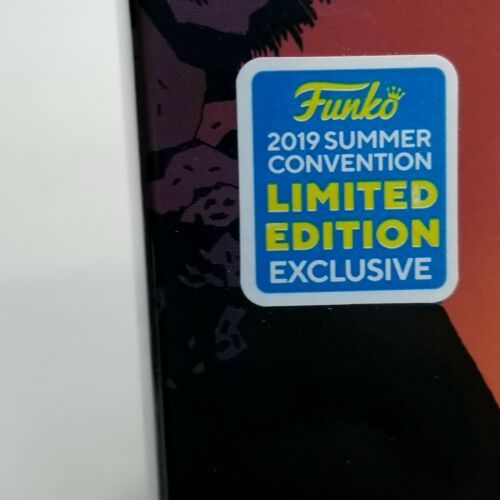 Funko
2019 SUMMER
CONVENTION
LIMITED
EDITION
EXCLUSIVE